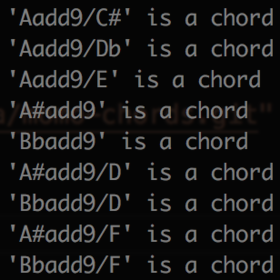 'Aadd9/C#' is a chord
'Aadd9/Db' is a chord
'Aadd9/E' is a chord
'A#add9' is a chord
'Bbadd9' is a chord
'A#add9/D' is a chord
'Bbadd9/D' is a chord
'A#add9/F' is a chord
'Bbadd9/F' is a chord